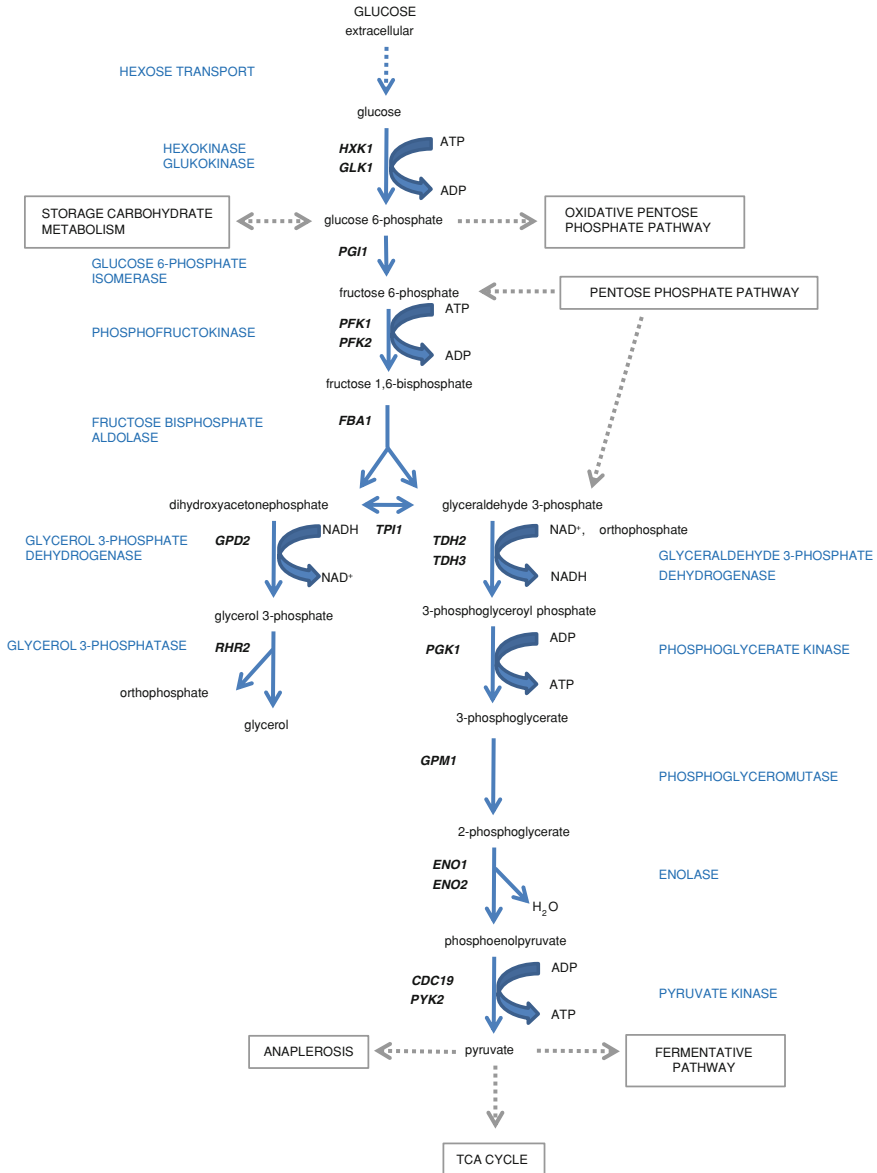 GLUCOSE
extracellular
HEXOSE TRANSPORT
glucose
HEXOKINASE
GLUKOKINASE
HXK1
GLK1
ATP
ADP
STORAGE CARBOHYDRATE
METABOLISM
glucose 6-phosphate
OXIDATIVE PENTOSE
PHOSPHATE PATHWAY
PGI1
GLUCOSE 6-PHOSPHATE
ISOMERASE
fructose 6-phosphate
PENTOSE PHOSPHATE PATHWAY
PHOSPHOFRUCTOKINASE
PFK1
PFK2
ATP
ADP
fructose 1,6-bisphosphate
FRUCTOSE BISPHOSPHATE
ALDOLASE
FBA1
dihydroxyacetonephosphate
glyceraldehyde 3-phosphate
TPI1
GLYCEROL 3-PHOSPHATE
DEHYDROGENASE
GPD2
NADH
NAD⁺
TDH2
TDH3
NAD⁺, orthophosphate
NADH
GLYCERALDEHYDE 3-PHOSPHATE
DEHYDROGENASE
glycerol 3-phosphate
3-phosphoglyceroyl phosphate
GLYCEROL 3-PHOSPHATASE
RHR2
orthophosphate
glycerol
PGK1
ADP
ATP
PHOSPHOGLYCERATE KINASE
3-phosphoglycerate
GPM1
PHOSPHOGLYCEROMUTASE
2-phosphoglycerate
ENO1
ENO2
H₂O
ENOLASE
phosphoenolpyruvate
CDC19
PYK2
ADP
ATP
PYRUVATE KINASE
ANAPLEROSIS
pyruvate
FERMENTATIVE
PATHWAY
TCA CYCLE